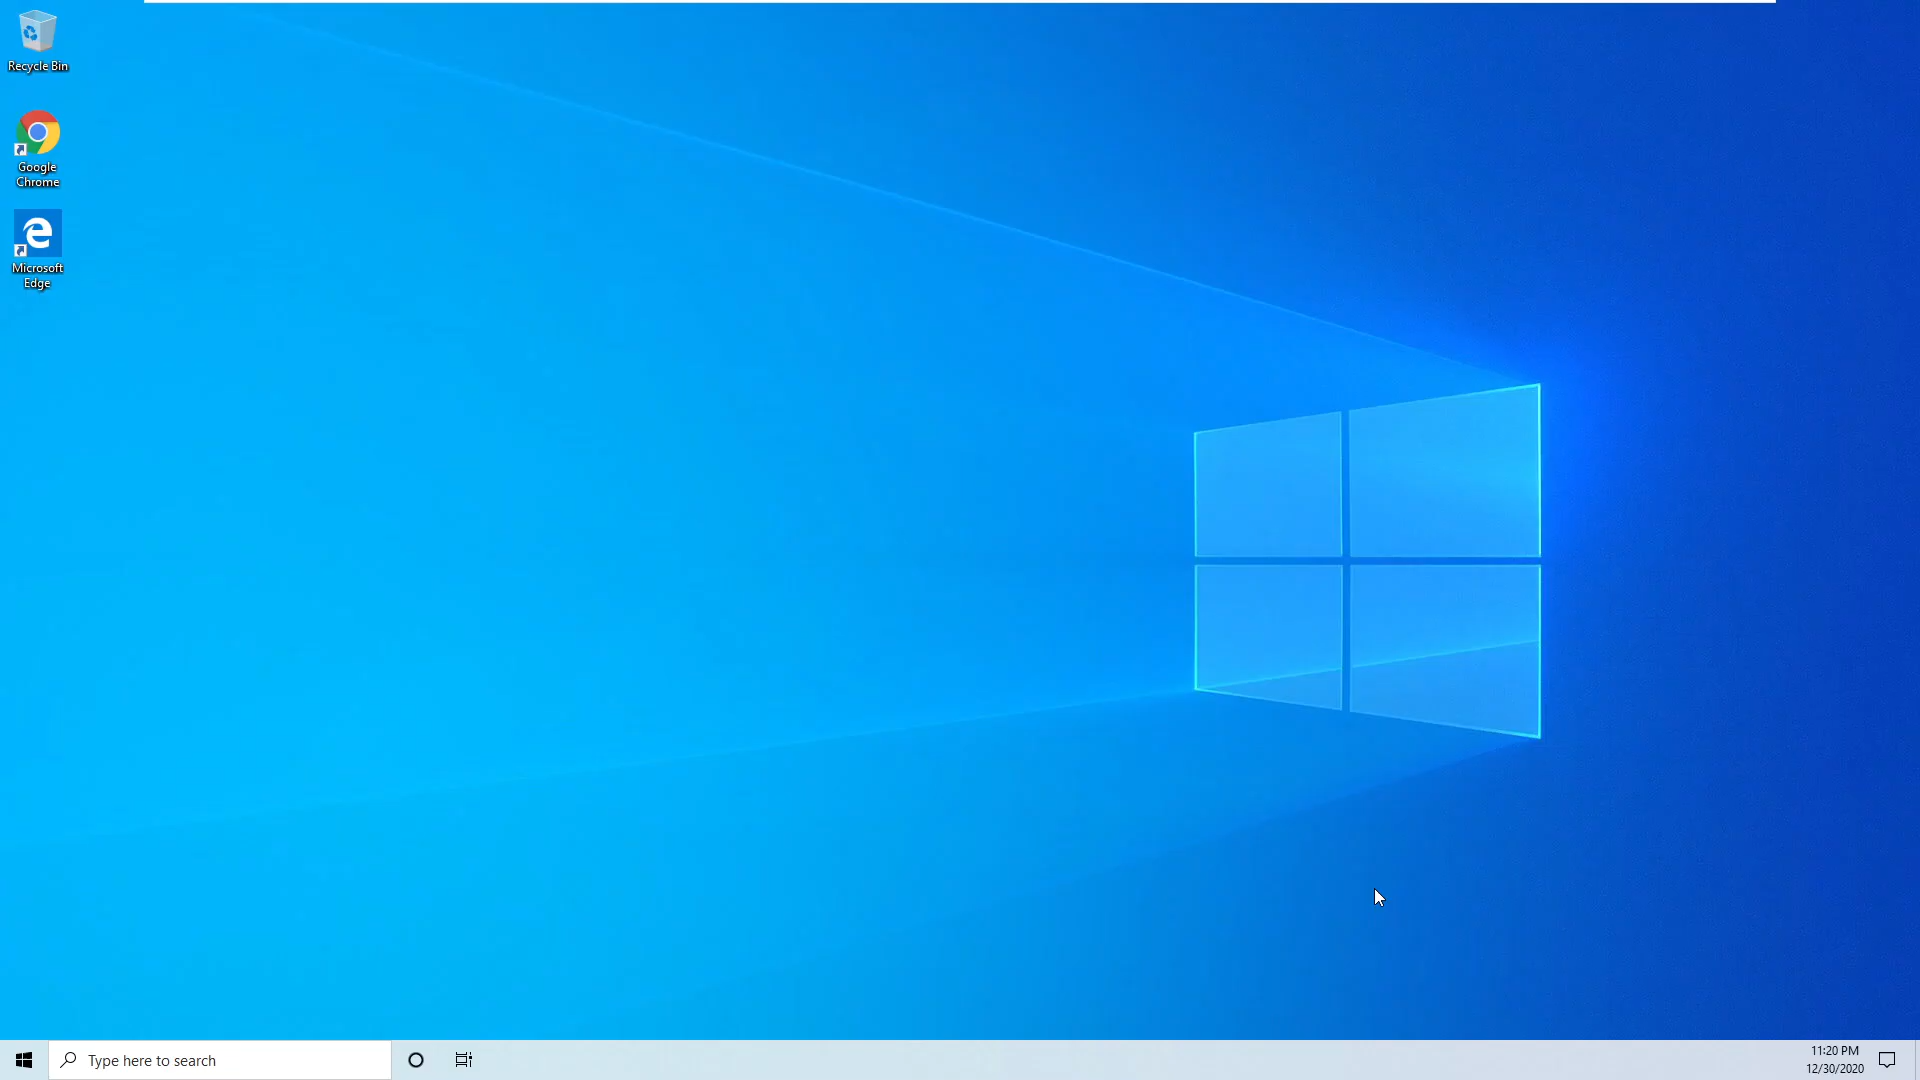 Recycle Bin
Google
Chrome
Microsoft
Edge
Type here to search
11:20 PM
12/30/2020